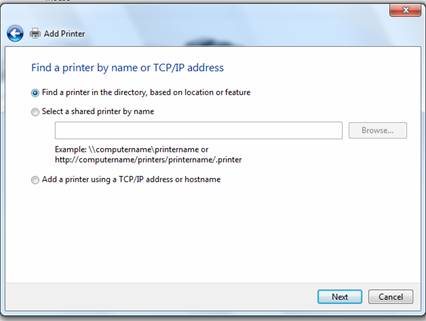 Add Printer
Find a printer by name or TCP/IP address
Find a printer in the directory, based on location or feature
Select a shared printer by name
Browse...
Example: \\computername\printername or
http://computername/printers/printername/.printer
Add a printer using a TCP/IP address or hostname
Next Cancel